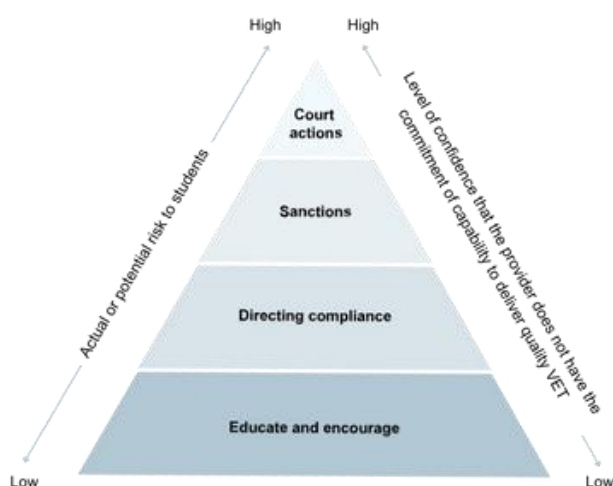 High
High
Court
actions
Sanctions
Directing compliance
Educate and encourage
Low
Low
Actual or potential risk to students
Level of confidence that the provider does not have the
commitment of capability to deliver quality VET